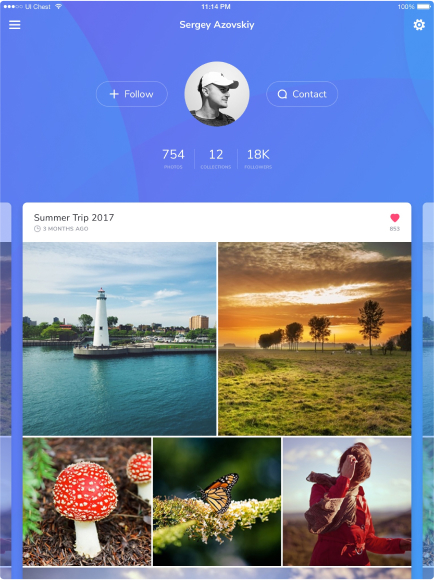 UI Chest 11:14 PM 100%
Sergey Azovskiy
Follow Contact
754 12 18K
PHOTOS COLLECTIONS FOLLOWERS
Summer Trip 2017
3 MONTHS AGO 853